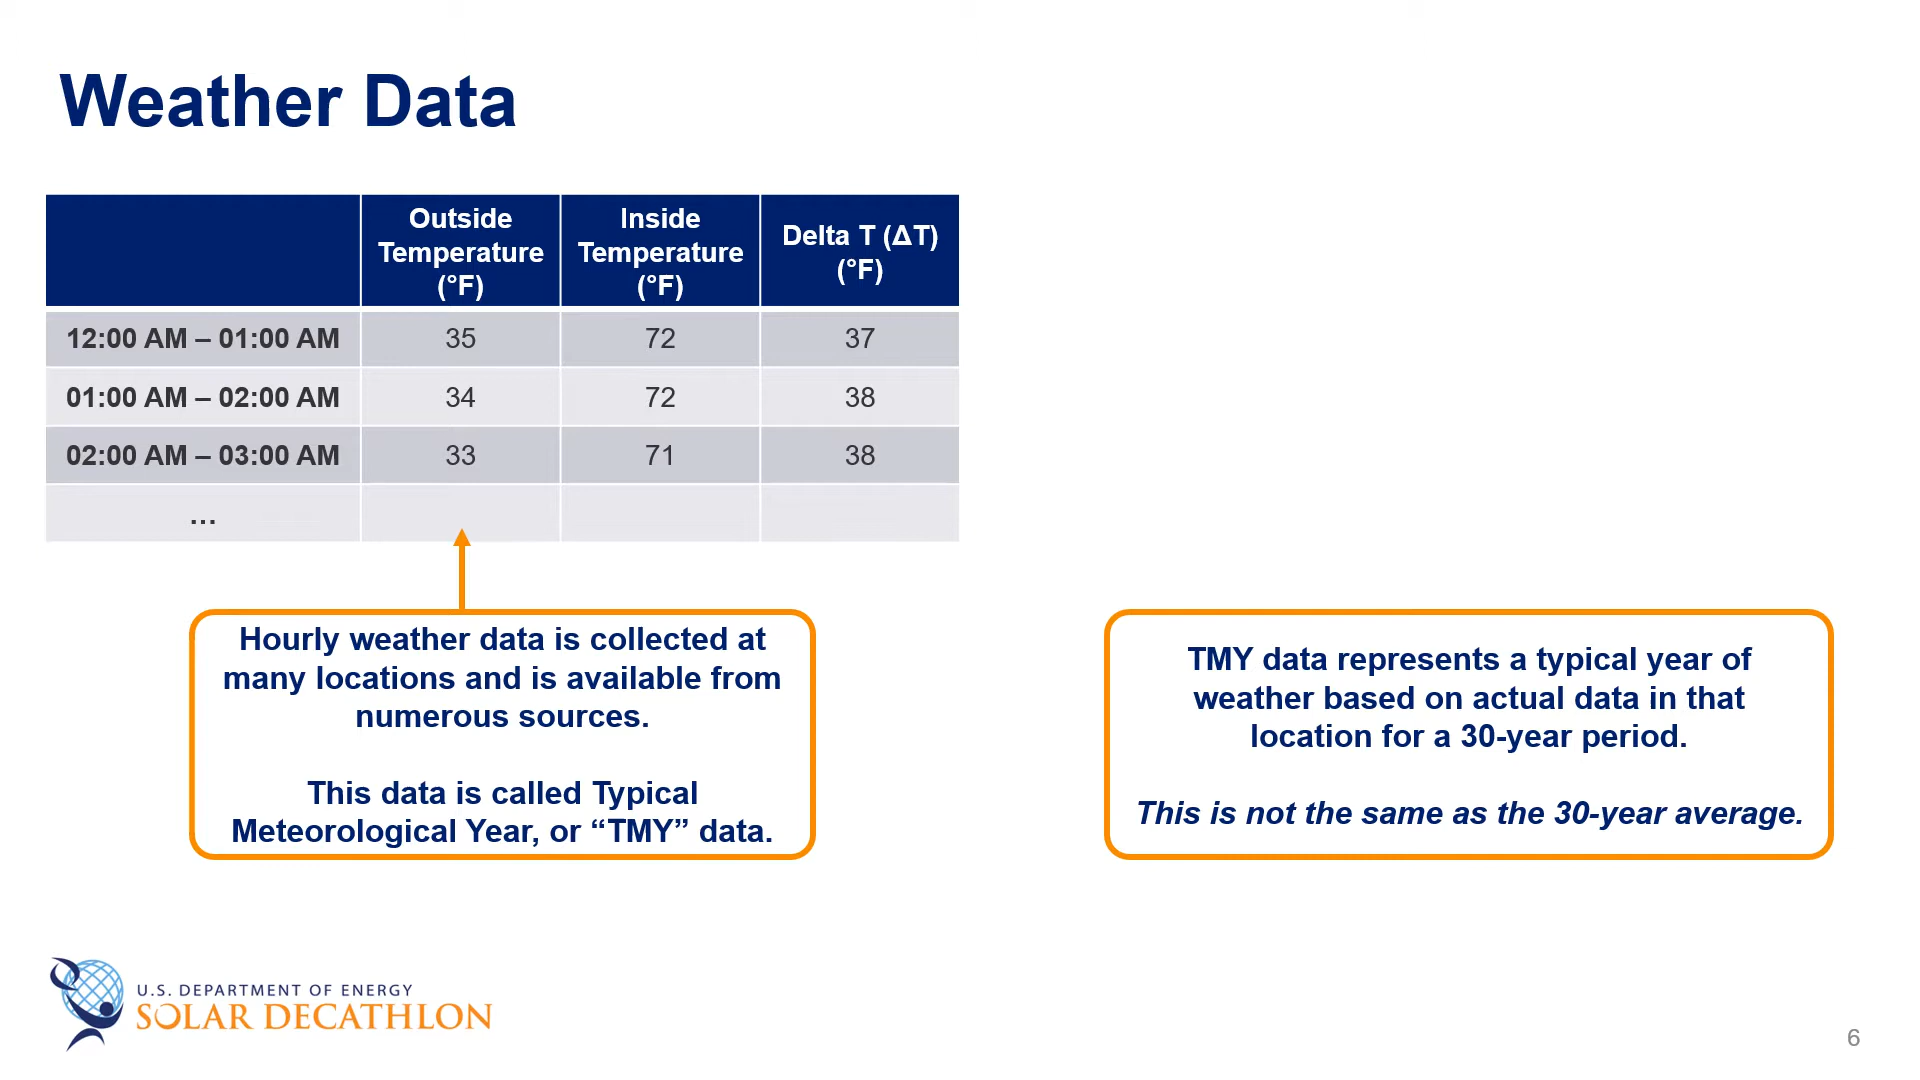 Weather Data
Outside Temperature (°F)
Inside Temperature (°F)
Delta T (ΔT) (°F)
12:00 AM – 01:00 AM 35 72 37
01:00 AM – 02:00 AM 34 72 38
02:00 AM – 03:00 AM 33 71 38
...
Hourly weather data is collected at
many locations and is available from
numerous sources.
This data is called Typical
Meteorological Year, or “TMY” data.
TMY data represents a typical year of
weather based on actual data in that
location for a 30-year period.
This is not the same as the 30-year average.
U.S. DEPARTMENT OF ENERGY
SOLAR DECATHLON
6